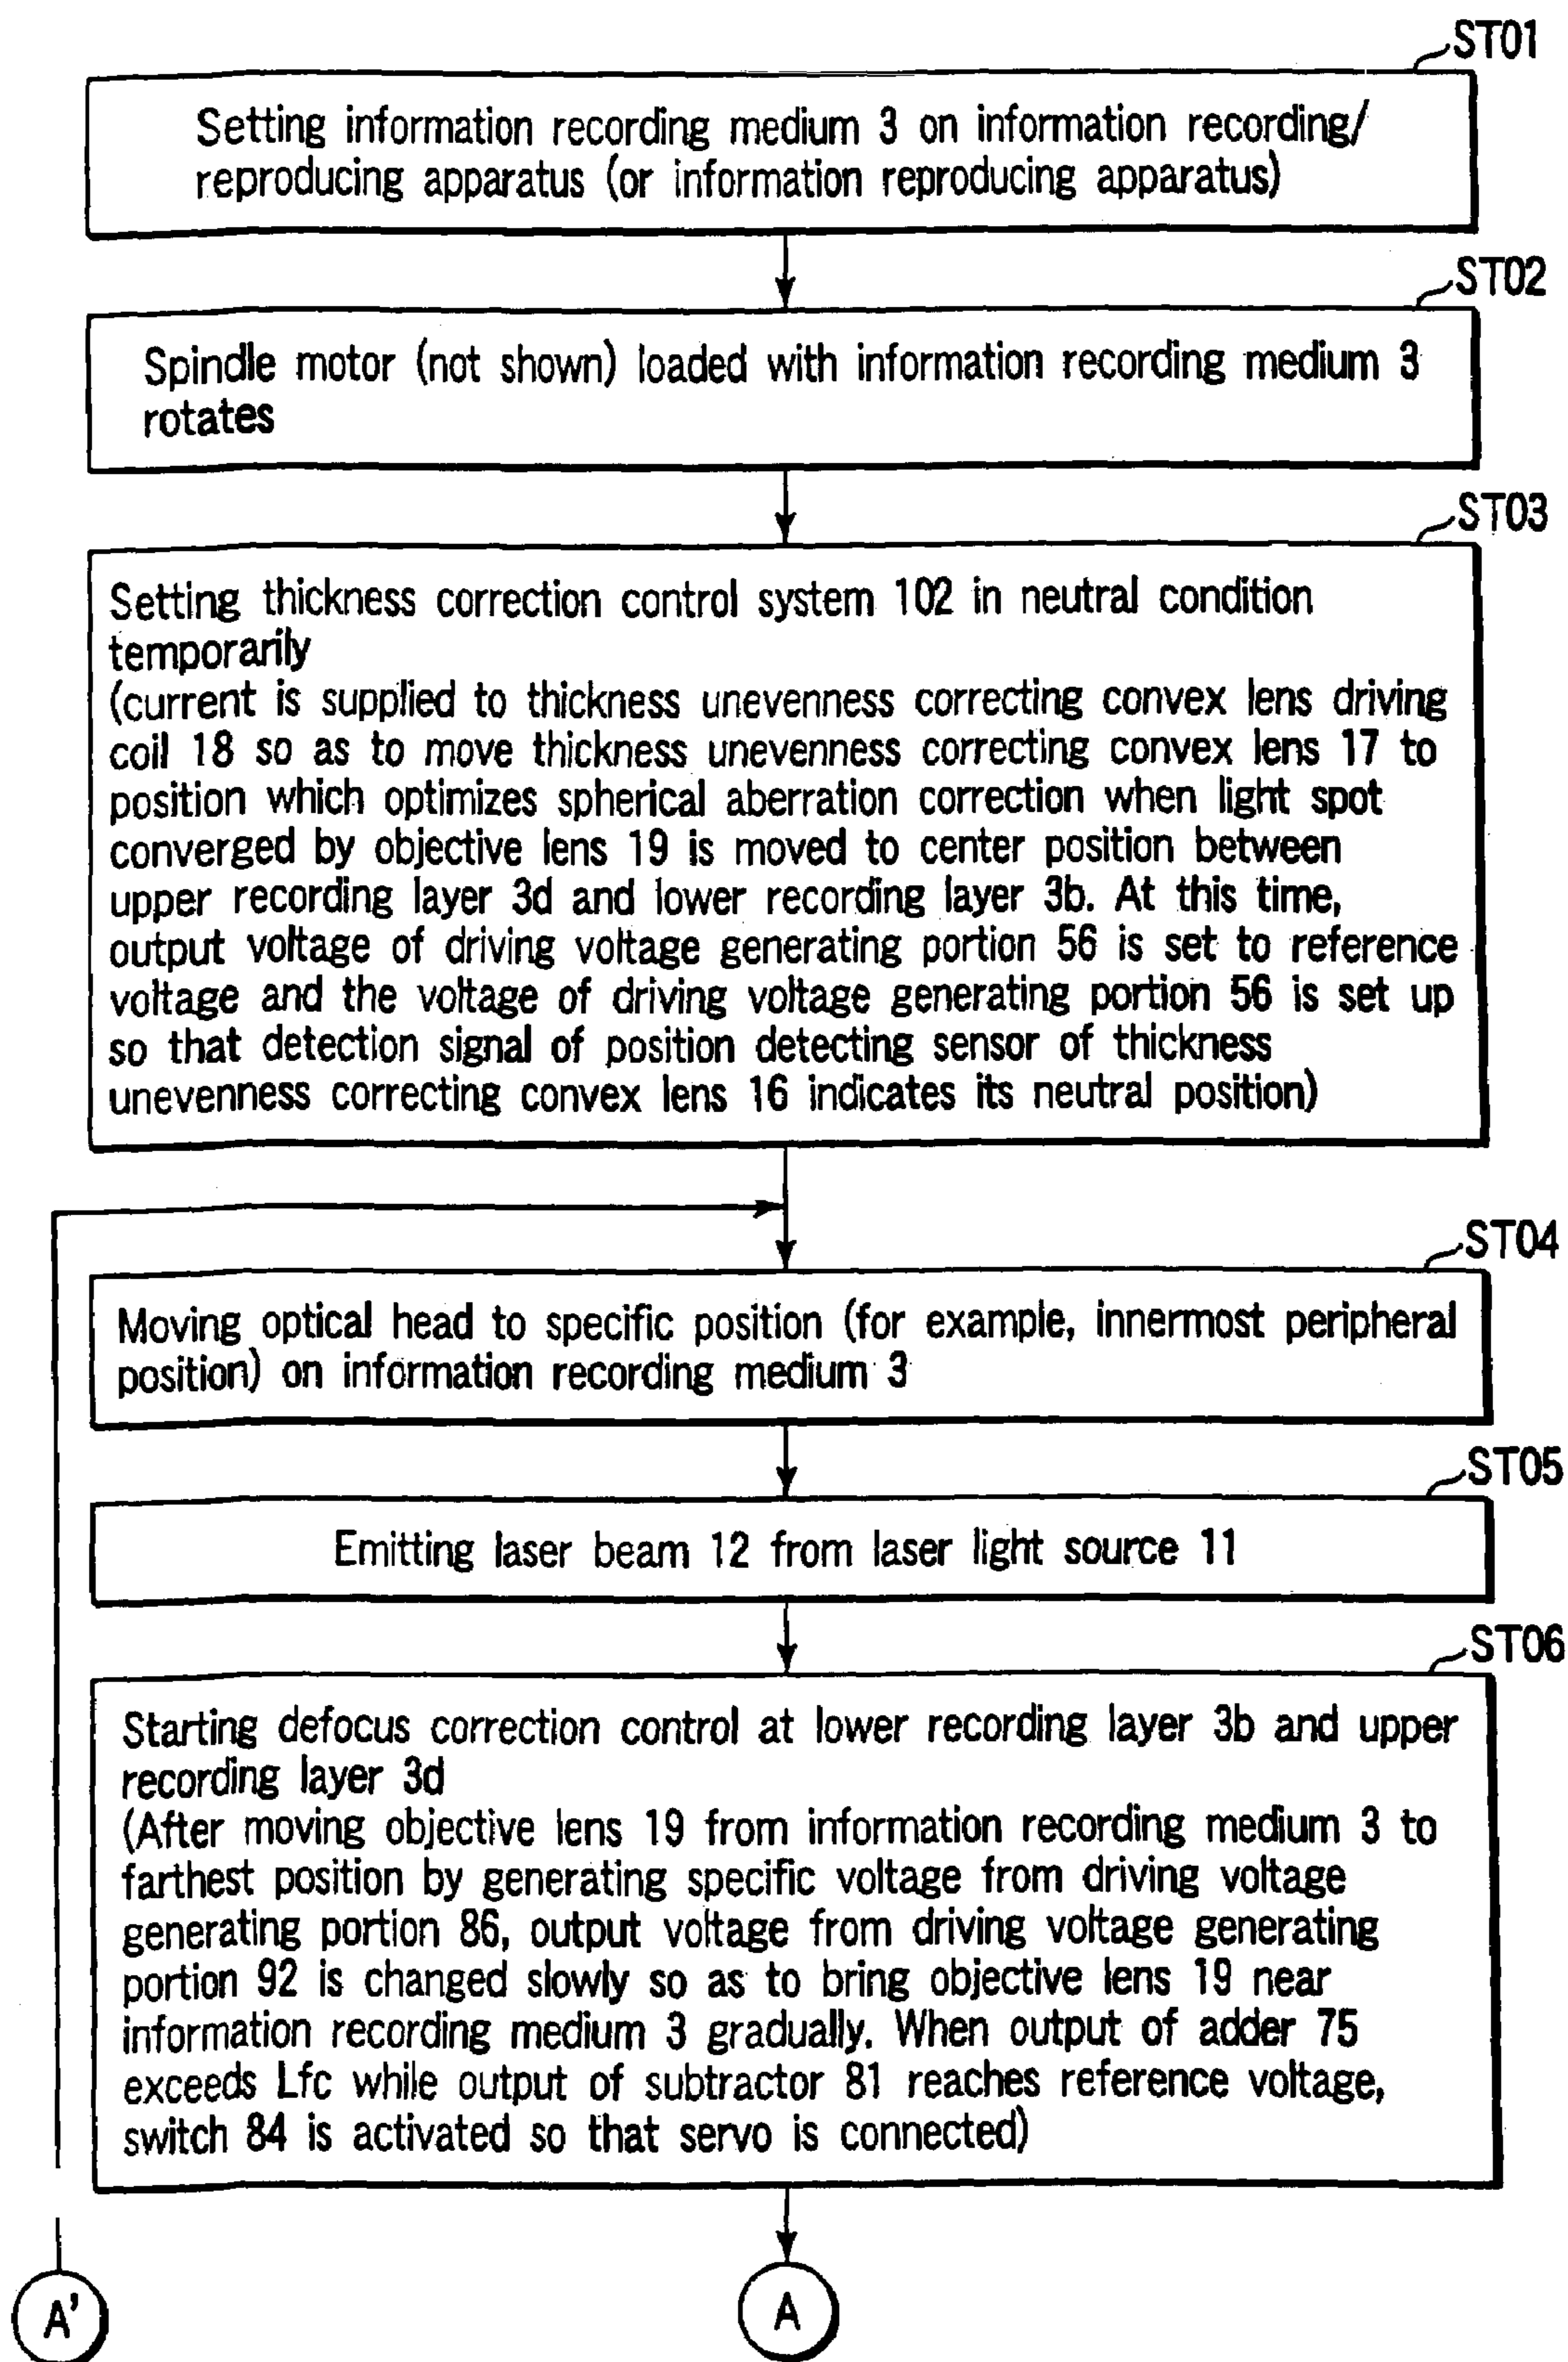 ST01
Setting information recording medium 3 on information recording/
reproducing apparatus (or information reproducing apparatus)
ST02
Spindle motor (not shown) loaded with information recording medium 3
rotates
ST03
Setting thickness correction control system 102 in neutral condition
temporarily
(current is supplied to thickness unevenness correcting convex lens driving
coil 18 so as to move thickness unevenness correcting convex lens 17 to
position which optimizes spherical aberration correction when light spot
converged by objective lens 19 is moved to center position between
upper recording layer 3d and lower recording layer 3b. At this time,
output voltage of driving voltage generating portion 56 is set to reference
voltage and the voltage of driving voltage generating portion 56 is set up
so that detection signal of position detecting sensor of thickness
unevenness correcting convex lens 16 indicates its neutral position)
ST04
Moving optical head to specific position (for example, innermost peripheral
position) on information recording medium 3
ST05
Emitting laser beam 12 from laser light source 11
ST06
Starting defocus correction control at lower recording layer 3b and upper
recording layer 3d
(After moving objective lens 19 from information recording medium 3 to
farthest position by generating specific voltage from driving voltage
generating portion 86, output voltage from driving voltage generating
portion 92 is changed slowly so as to bring objective lens 19 near
information recording medium 3 gradually. When output of adder 75
exceeds Lfc while output of subtractor 81 reaches reference voltage,
switch 84 is activated so that servo is connected)
A'
A